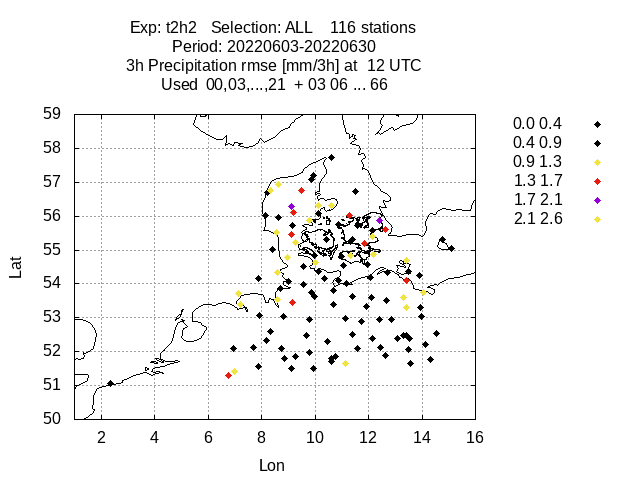 Exp: t2h2   Selection: ALL    116 stations
Period: 20220603-20220630
3h Precipitation rmse [mm/3h] at  12 UTC
Used  00,03,...,21  + 03 06 ... 66
59
58
57
56
55
54
53
52
51
50
Lat
2 4 6 8 10 12 14 16
Lon
0.0 0.4
0.4 0.9
0.9 1.3
1.3 1.7
1.7 2.1
2.1 2.6